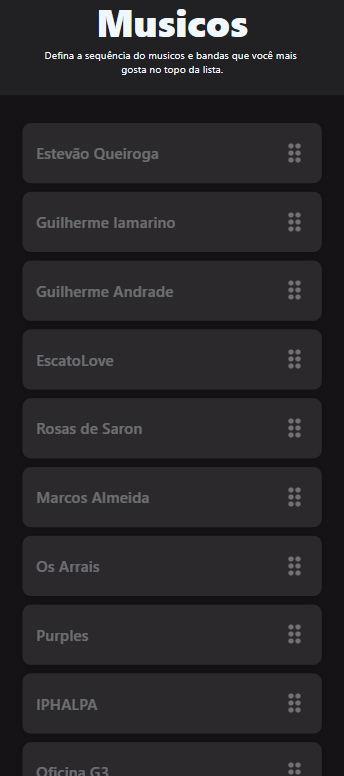 Musicos
Defina a sequência do musicos e bandas que você mais
gosta no topo da lista.
Estevão Queiroga
Guilherme Iamarino
Guilherme Andrade
EscatoLove
Rosas de Saron
Marcos Almeida
Os Arrais
Purples
IPHALPA
Oficina G3